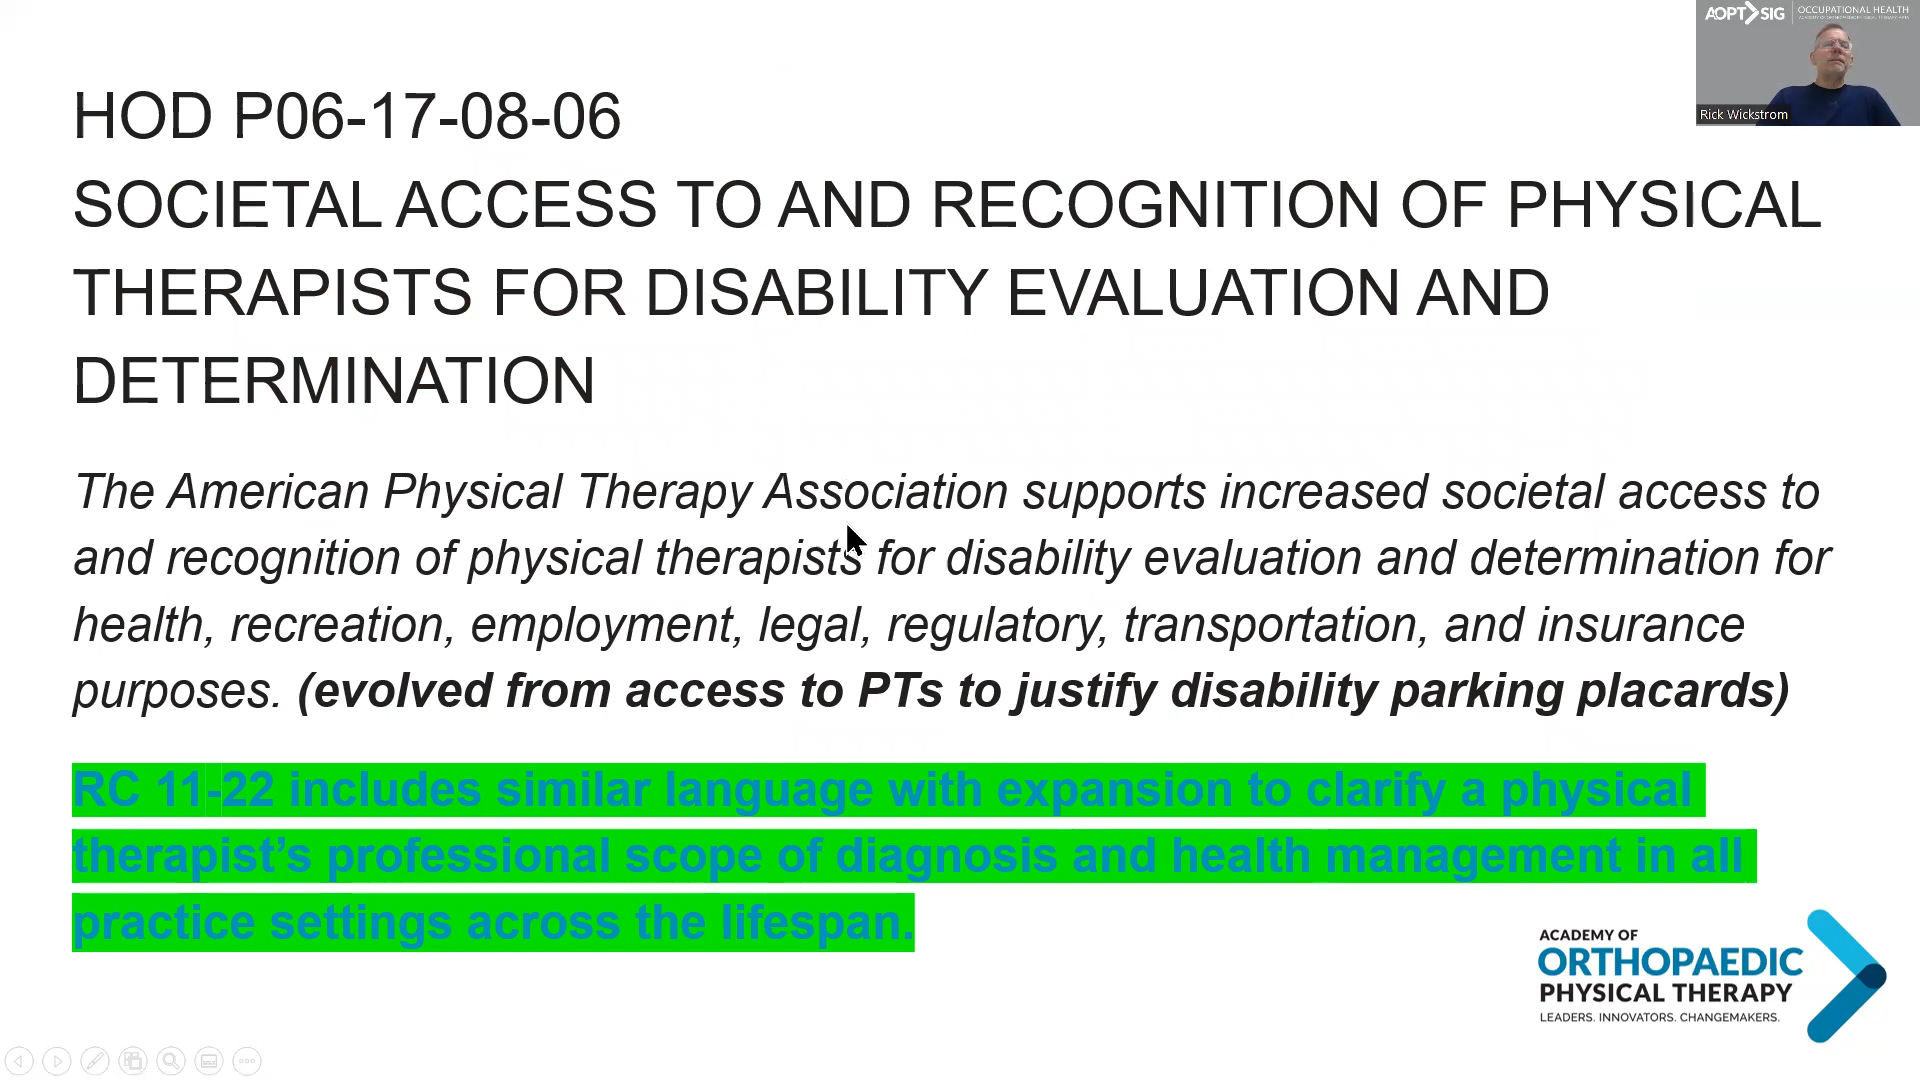 AOPT SIG OCCUPATIONAL HEALTH
Rick Wickstrom
HOD P06-17-08-06
SOCIETAL ACCESS TO AND RECOGNITION OF PHYSICAL
THERAPISTS FOR DISABILITY EVALUATION AND
DETERMINATION
The American Physical Therapy Association supports increased societal access to
and recognition of physical therapists for disability evaluation and determination for
health, recreation, employment, legal, regulatory, transportation, and insurance
purposes. (evolved from access to PTs to justify disability parking placards)
RC 11-22 includes similar language with expansion to clarify a physical
therapist’s professional scope of diagnosis and health management in all
practice settings across the lifespan.
ACADEMY OF
ORTHOPAEDIC
PHYSICAL THERAPY
LEADERS. INNOVATORS. CHANGEMAKERS.